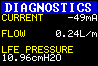 DIAGNOSTICS
CURRENT -49mA
FLOW 0.24L/m
LFE PRESSURE
10.96cmH2O